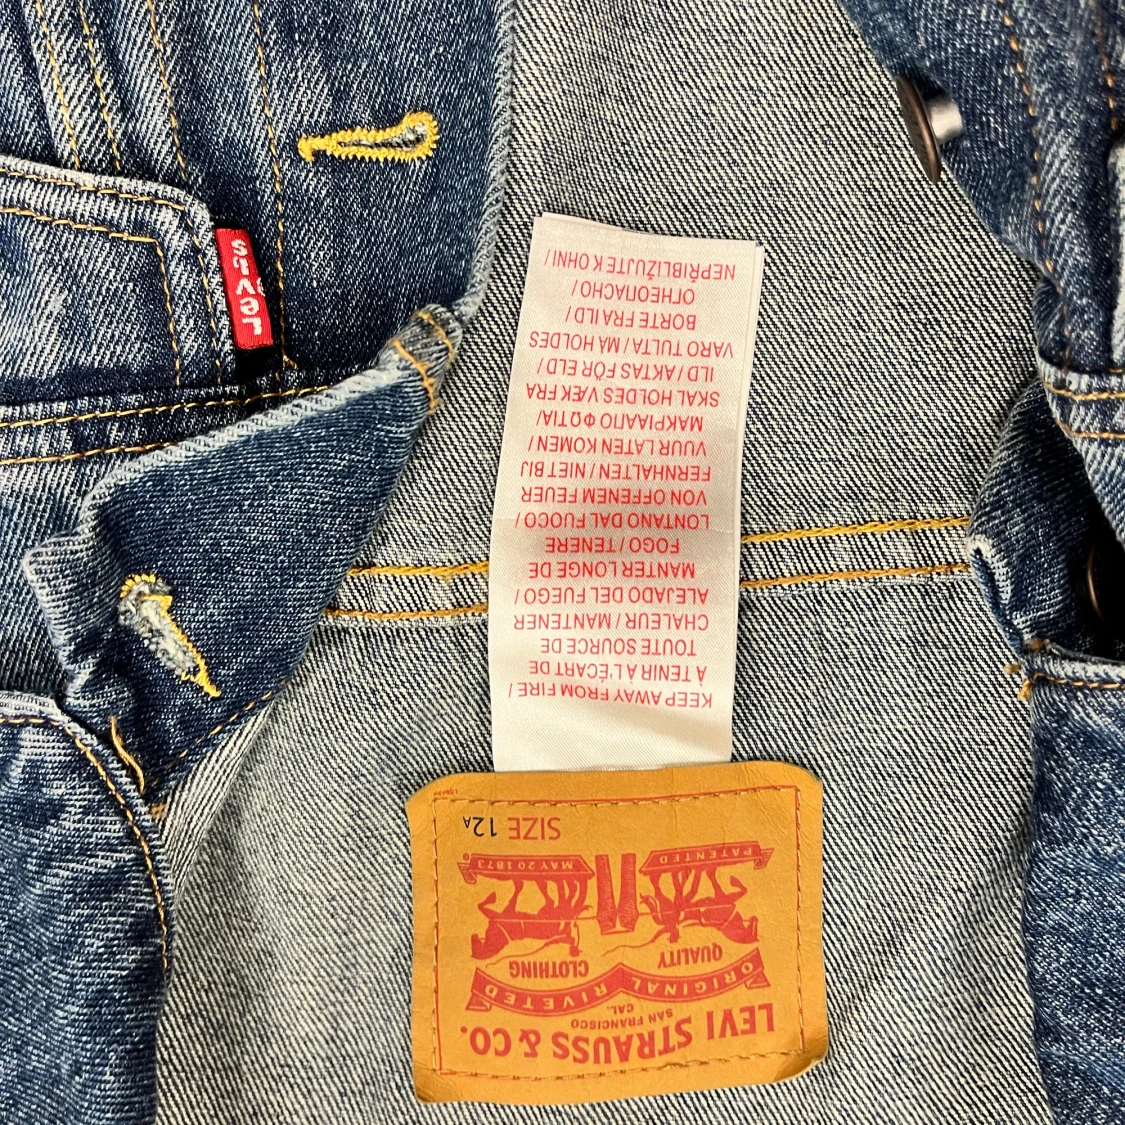 LEVI STRAUSS & CO.
SAN FRANCISCO
CAL.
ORIGINAL RIVETED
QUALITY CLOTHING
PATENTED MAY 20 1873
SIZE 12A
KEEP AWAY FROM FIRE /
À TENIR À L'ÉCART DE
TOUTE SOURCE DE
CHALEUR / MANTENER
ALEJADO DEL FUEGO /
MANTER LONGE DE
FOGO / TENERE
LONTANO DAL FUOCO /
VON OFFENEM FEUER
FERNHALTEN / NIET BIJ
VUUR LATEN KOMEN /
ΜΑΚΡΙΑΑΠΟ ΦΩΤΙΑ/
SKAL HOLDES VÆK FRA
ILD / AKTAS FÖR ELD /
VARO TULTA / MA HOLDES
BORTE FRA ILD /
ОГНЕОПАСНО /
NEPŘIBLIŽUJTE K OHNI /
LEVI'S